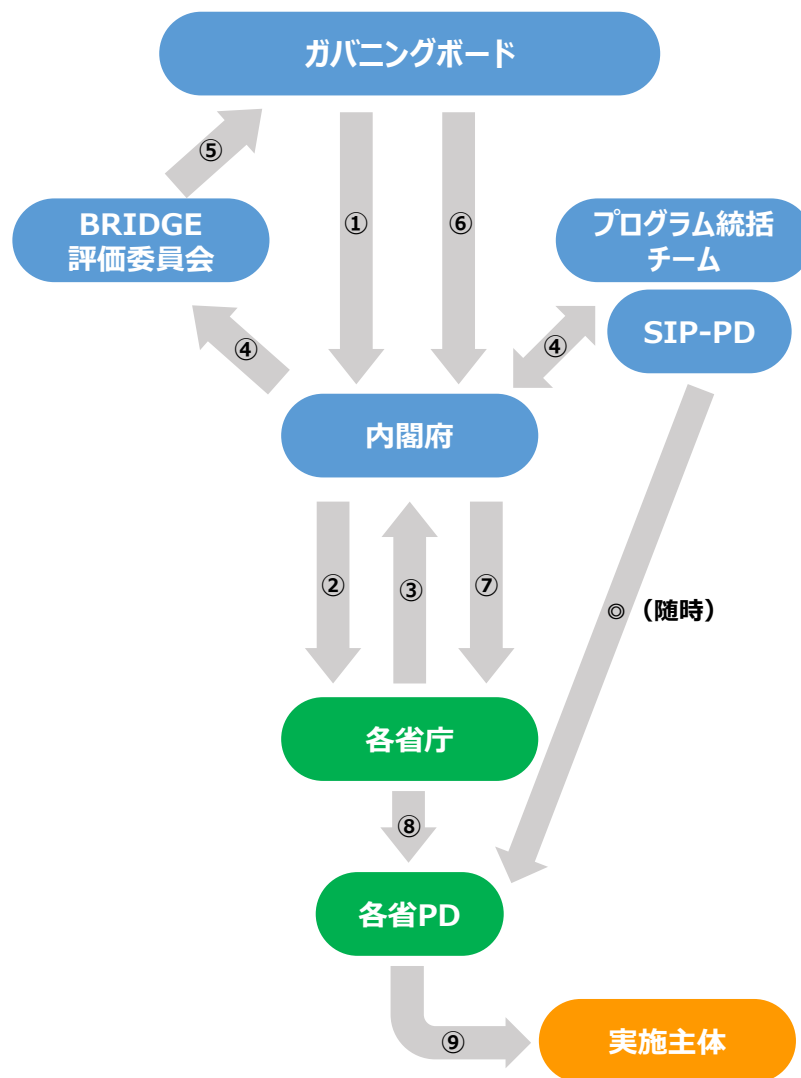 ガバニングボード
⑤
①
⑥
BRIDGE
評価委員会
プログラム統括
チーム
SIP-PD
④
④
内閣府
②
③
⑦
◎（随時）
各省庁
⑧
各省PD
⑨
実施主体